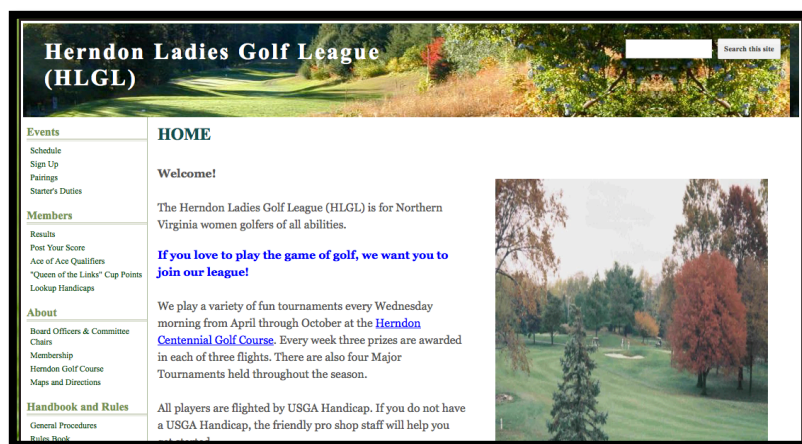 Herndon Ladies Golf League
(HLGL)
Search this site
Events
Schedule
Sign Up
Pairings
Starter's Duties
Members
Results
Post Your Score
Ace of Ace Qualifiers
"Queen of the Links" Cup Points
Lookup Handicaps
About
Board Officers & Committee
Chairs
Membership
Herndon Golf Course
Maps and Directions
Handbook and Rules
General Procedures
Rules Book
HOME
Welcome!
The Herndon Ladies Golf League (HLGL) is for Northern
Virginia women golfers of all abilities.
If you love to play the game of golf, we want you to
join our league!
We play a variety of fun tournaments every Wednesday
morning from April through October at the Herndon
Centennial Golf Course. Every week three prizes are awarded
in each of three flights. There are also four Major
Tournaments held throughout the season.
All players are flighted by USGA Handicap. If you do not have
a USGA Handicap, the friendly pro shop staff will help you